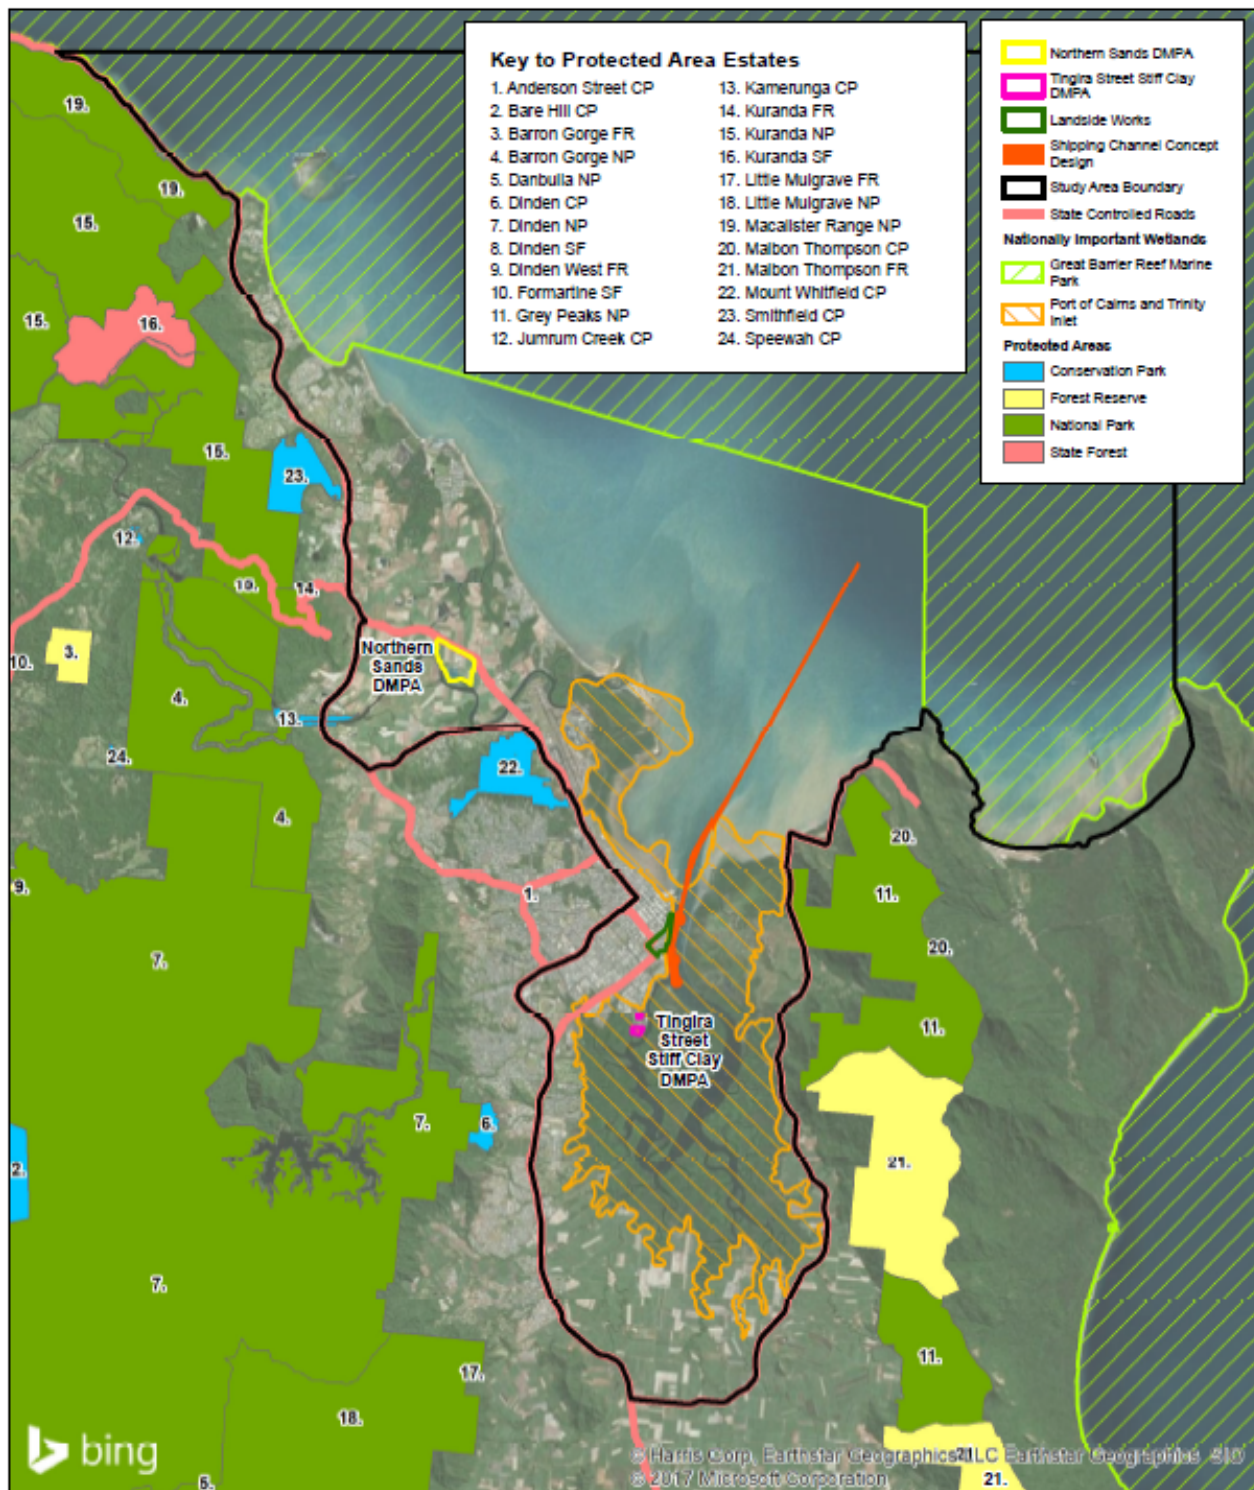 Key to Protected Area Estates
1. Anderson Street CP
2. Bare Hill CP
3. Barron Gorge FR
4. Barron Gorge NP
5. Danbulla NP
6. Dinden CP
7. Dinden NP
8. Dinden SF
9. Dinden West FR
10. Formartine SF
11. Grey Peaks NP
12. Jumrum Creek CP
13. Kamerunga CP
14. Kuranda FR
15. Kuranda NP
16. Kuranda SF
17. Little Mulgrave FR
18. Little Mulgrave NP
19. Macalister Range NP
20. Malbon Thompson CP
21. Malbon Thompson FR
22. Mount Whitfield CP
23. Smithfield CP
24. Speewah CP
Northern Sands DMPA
Tingira Street Stiff Clay
DMPA
Landside Works
Shipping Channel Concept
Design
Study Area Boundary
State Controlled Roads
Nationally Important Wetlands
Great Barrier Reef Marine
Park
Port of Cairns and Trinity
Inlet
Protected Areas
Conservation Park
Forest Reserve
National Park
State Forest
19.
19.
15.
15.
16.
15.
23.
12.
19.
14.
3.
10.
Northern
Sands
DMPA
4.
13.
24.
22.
4.
20.
9.
1.
11.
7.
20.
11.
Tingira
Street
Stiff Clay
DMPA
7.
6.
2.
21.
7.
11.
17.
18.
5.
bing
© Harris Corp, Earthstar Geographics LLC Earthstar Geographics SIO
21.
© 2017 Microsoft Corporation
21.